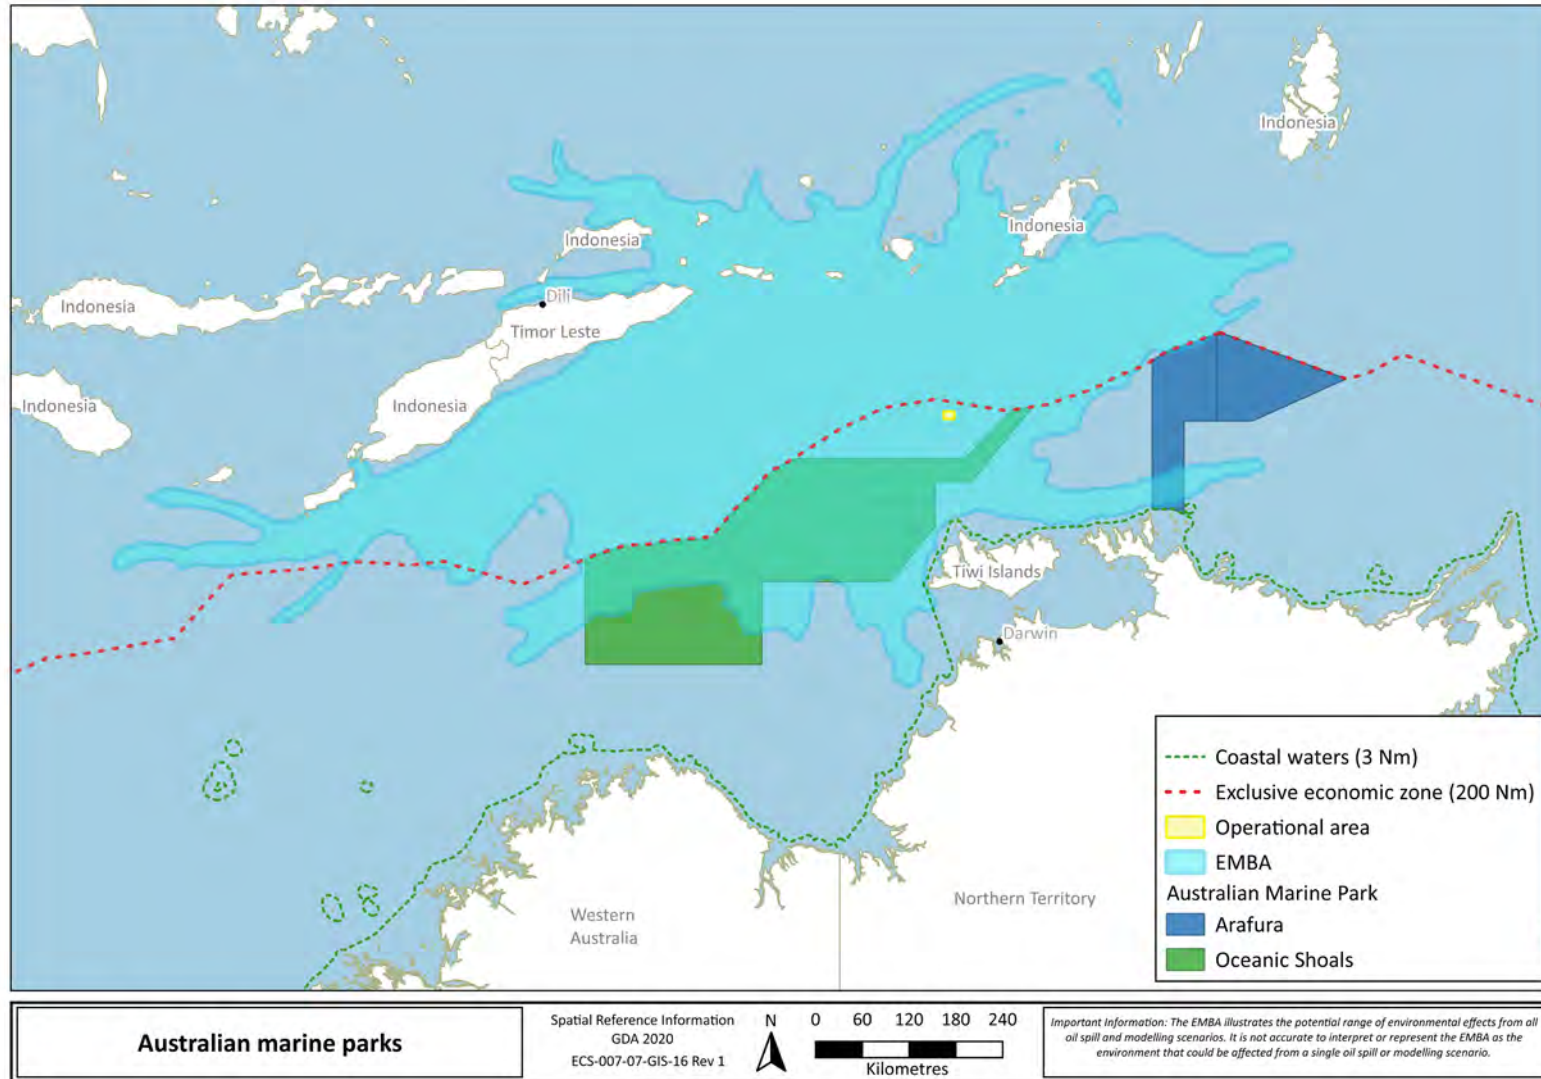 Indonesia
Indonesia
Indonesia
Indonesia
Dili
Timor Leste
Indonesia
Indonesia
Tiwi Islands
Darwin
Northern Territory
Western
Australia
Coastal waters (3 Nm)
Exclusive economic zone (200 Nm)
Operational area
EMBA
Australian Marine Park
Arafura
Oceanic Shoals
Australian marine parks
Spatial Reference Information
GDA 2020
ECS-007-07-GIS-16 Rev 1
N
0 60 120 180 240
Kilometres
Important Information: The EMBA illustrates the potential range of environmental effects from all
oil spill and modelling scenarios. It is not accurate to interpret or represent the EMBA as the
environment that could be affected from a single oil spill or modelling scenario.